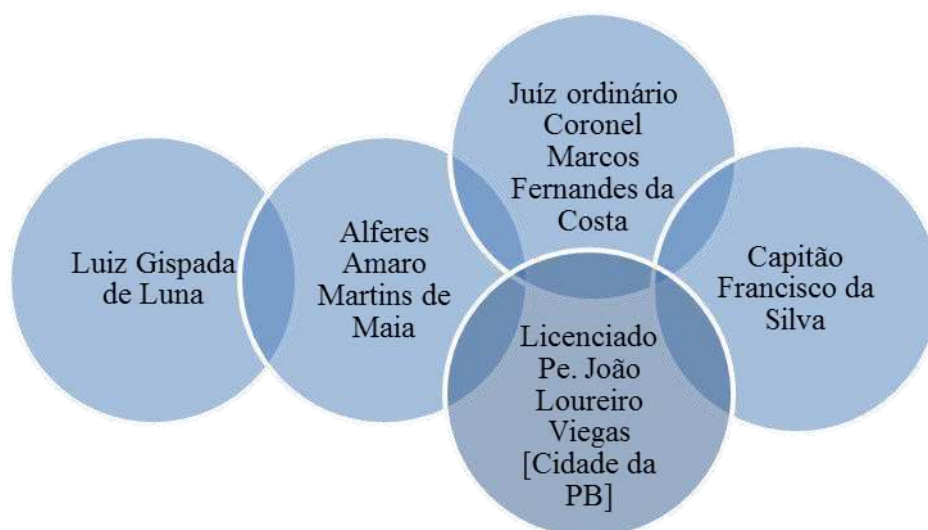 Luiz Gispada
de Luna
Alferes
Amaro
Martins de
Maia
Juíz ordinário
Coronel
Marcos
Fernandes da
Costa
Licenciado
Pe. João
Loureiro
Viegas
[Cidade da
PB]
Capitão
Francisco da
Silva